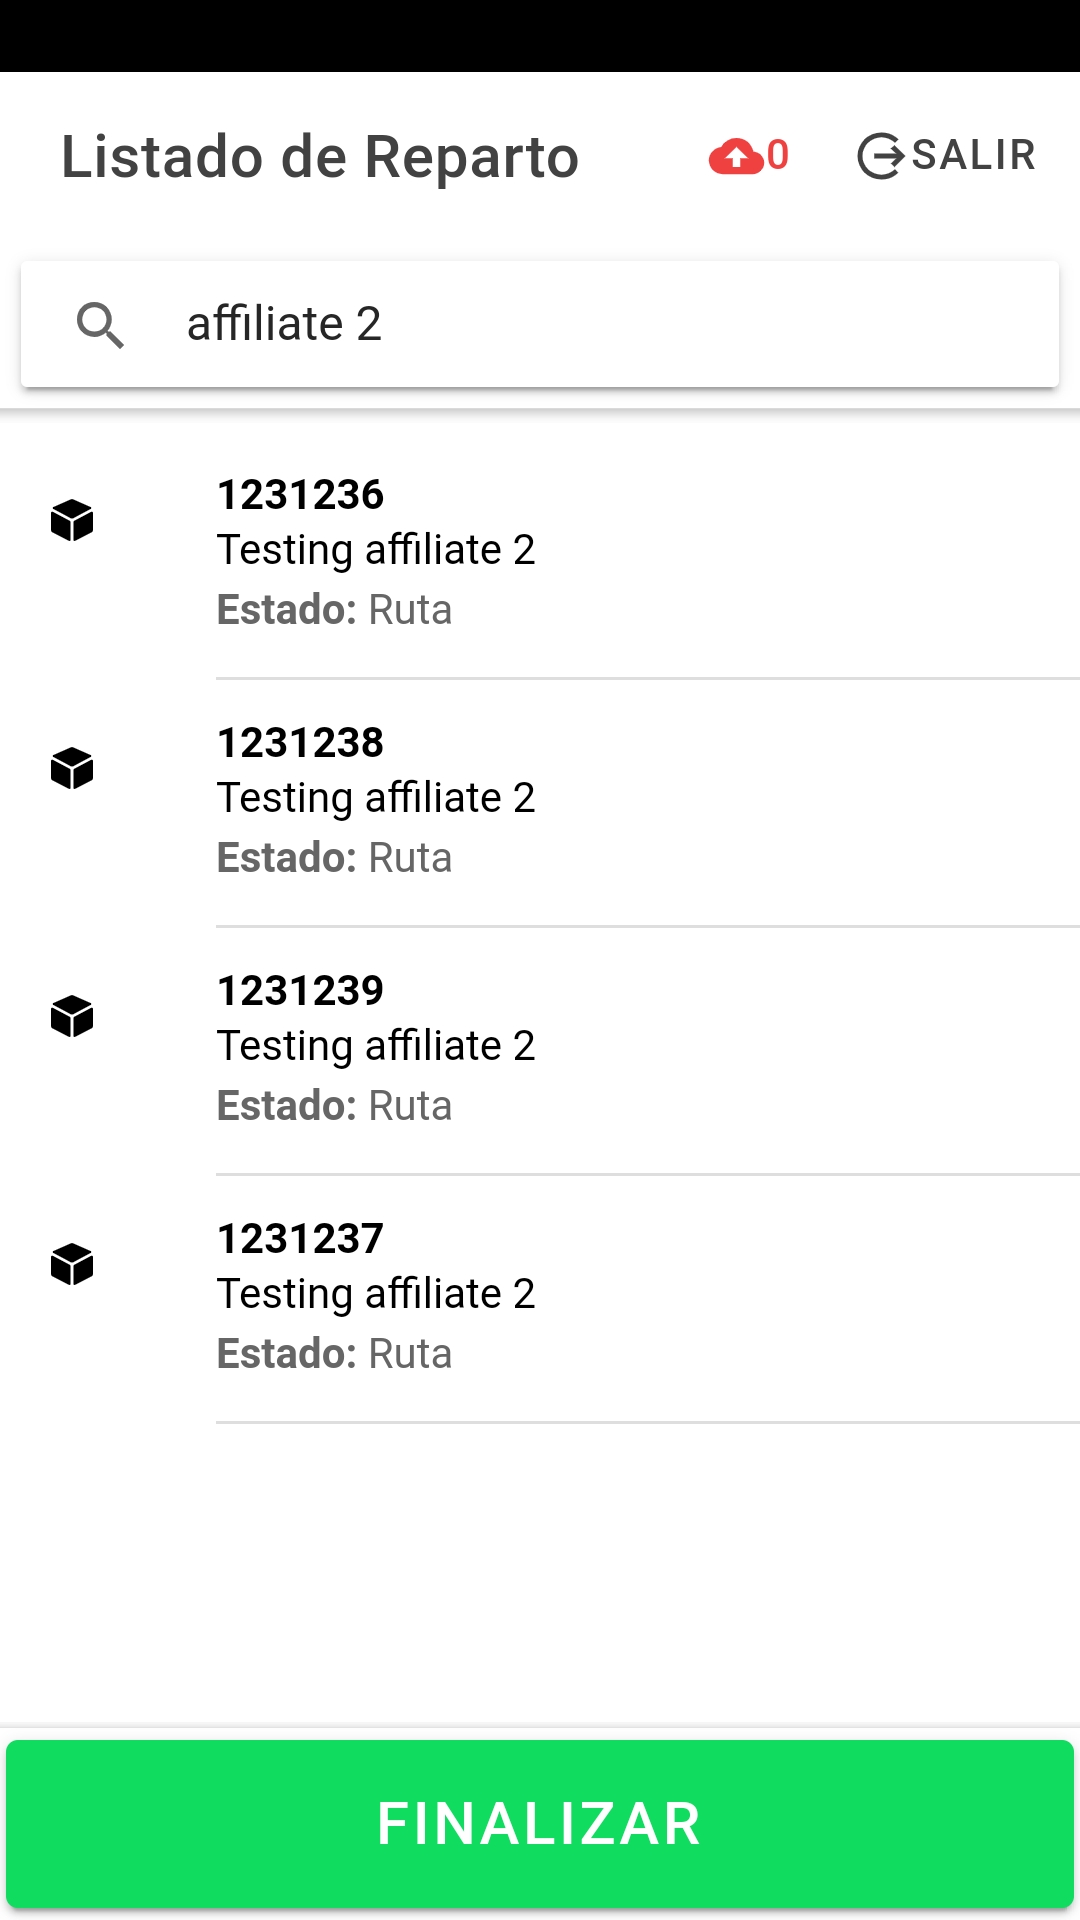 Listado de Reparto
0
SALIR
affiliate 2
1231236
Testing affiliate 2
Estado: Ruta
1231238
Testing affiliate 2
Estado: Ruta
1231239
Testing affiliate 2
Estado: Ruta
1231237
Testing affiliate 2
Estado: Ruta
FINALIZAR